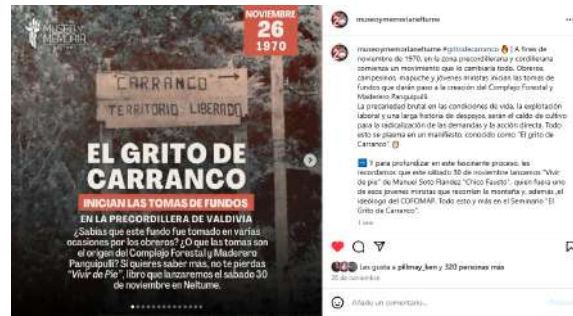 MUSEO Y
MEMORIA
NOVIEMBRE
26
1970
CARRANCO
TERRITORIO LIBERADO
EL GRITO DE
CARRANCO
INICIAN LAS TOMAS DE FUNDOS
EN LA PRECORDILLERA DE VALDIVIA
¿Sabías que este fundo fue tomado en varias
ocasiones por los obreros? ¿O que las tomas son
el origen del Complejo Forestal y Maderero
Panguipulli? Si quieres saber más, no te pierdas
"Vivir de Pie", libro que lanzaremos el sábado 30
de noviembre en Neltume.
museoymemorianeltume
museoymemorianeltume #gritodecarranco | A fines de
noviembre de 1970, en la zona precordillerana y cordillerana
comienza un movimiento que lo cambiaría todo. Obreros,
campesinos, mapuche y jóvenes miristas inician las tomas de
fundos que darán paso a la creación del Complejo Forestal y
Maderero Panguipulli.
La precariedad brutal en las condiciones de vida, la explotación
laboral y una larga historia de despojos, serán el caldo de cultivo
para la radicalización de las demandas y la acción directa. Todo
esto se plasma en un manifiesto, conocido como "El grito de
Carranco".
Y para profundizar en este fascinante proceso, les
recordamos que este sábado 30 de noviembre lanzamos "Vivir
de pie" de Manuel Soto "Chico Fausto", quien fuera uno
de esos jóvenes miristas que recorrían la montaña y, además, el
ideólogo del COFOMAP. Todo esto y más en el Seminario "El
Grito de Carranco".
Les gusta a pillmay_ken y 320 personas más
de noviembre
Añade un comentario...